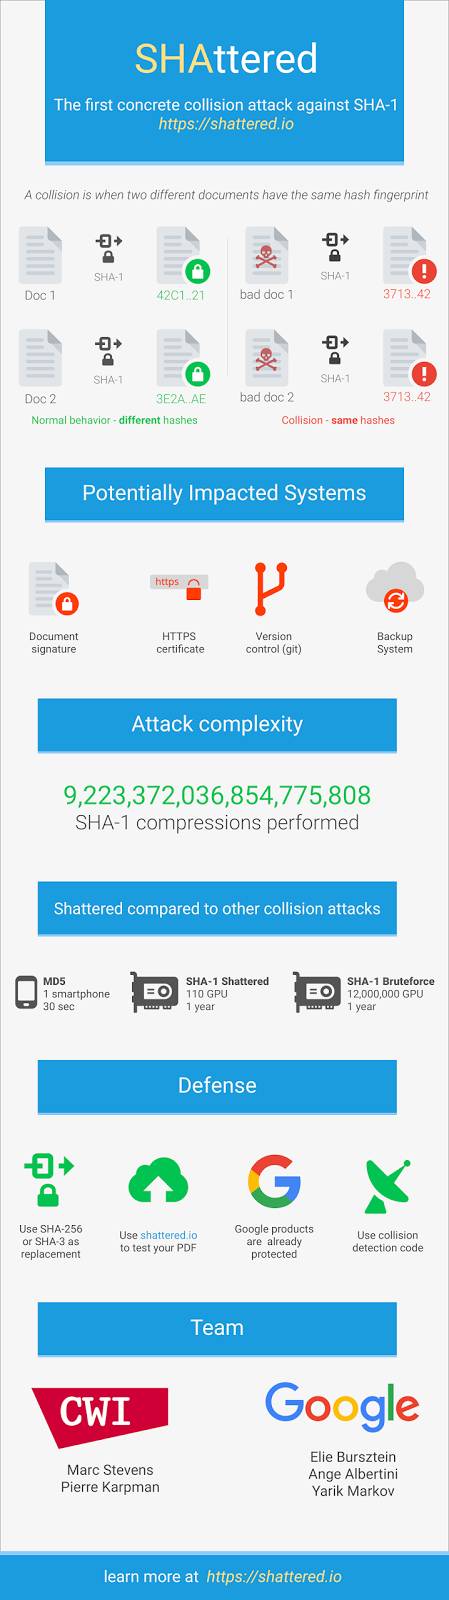 SHAttered
The first concrete collision attack against SHA-1
https://shattered.io
A collision is when two different documents have the same hash fingerprint
Doc 1
SHA-1
42C1..21
bad doc 1
SHA-1
3713..42
Doc 2
SHA-1
3E2A..AE
bad doc 2
SHA-1
3713..42
Normal behavior - different hashes
Collision - same hashes
Potentially Impacted Systems
https
Document
signature
HTTPS
certificate
Version
control (git)
Backup
System
Attack complexity
9,223,372,036,854,775,808
SHA-1 compressions performed
Shattered compared to other collision attacks
MD5
1 smartphone
30 sec
SHA-1 Shattered
110 GPU
1 year
SHA-1 Bruteforce
12,000,000 GPU
1 year
Defense
Use SHA-256
or SHA-3 as
replacement
Use shattered.io
to test your PDF
Google products
are already
protected
Use collision
detection code
Team
CWI
Marc Stevens
Pierre Karpman
Google
Elie Bursztein
Ange Albertini
Yarik Markov
learn more at https://shattered.io